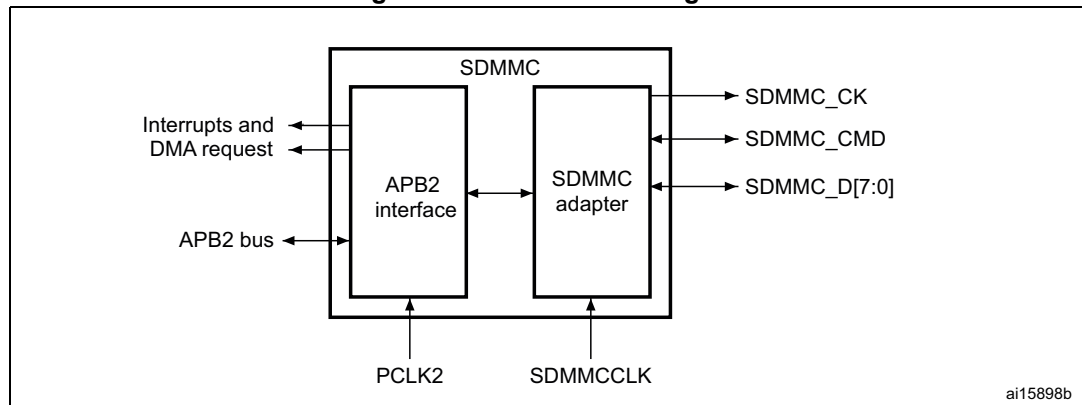 SDMMC
Interrupts and
DMA request
APB2 bus
APB2
interface
SDMMC
adapter
SDMMC_CK
SDMMC_CMD
SDMMC_D[7:0]
PCLK2
SDMMCCLK
ai15898b